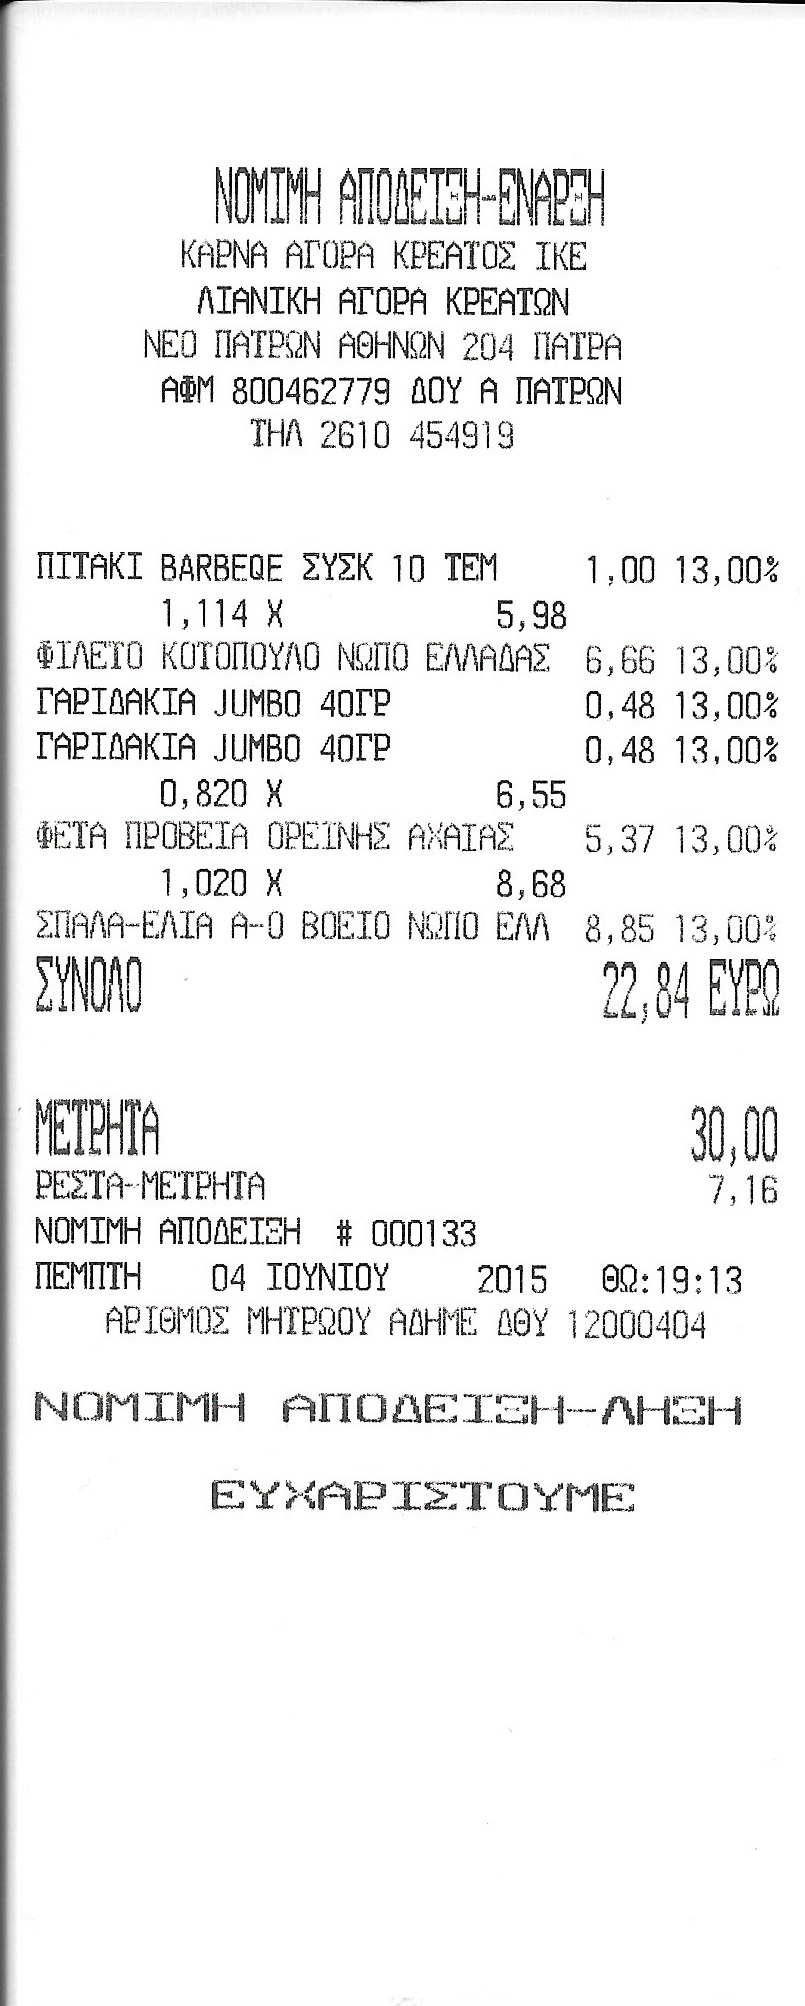 ΝΟΜΙΜΗ ΑΠΟΔΕΙΞΗ-ΕΝΑΡΞΗ
ΚΑΡΝΑ ΑΓΟΡΑ ΚΡΕΑΤΟΣ ΙΚΕ
ΛΙΑΝΙΚΗ ΑΓΟΡΑ ΚΡΕΑΤΩΝ
ΝΕΟ ΠΑΤΡΩΝ ΑΘΗΝΩΝ 204 ΠΑΤΡΑ
ΑΦΜ 800462779 ΔΟΥ Α ΠΑΤΡΩΝ
ΤΗΛ 2610 454919
ΠΙΤΑΚΙ BARBEQE ΣΥΣΚ 10 ΤΕΜ 1,00 13,00%
1,114 X 5,98
ΦΙΛΕΤΟ ΚΟΤΟΠΟΥΛΟ ΝΩΠΟ ΕΛΛΑΔΑΣ 6,66 13,00%
ΓΑΡΙΔΑΚΙΑ JUMBO 40ΓΡ 0,48 13,00%
ΓΑΡΙΔΑΚΙΑ JUMBO 40ΓΡ 0,48 13,00%
0,820 X 6,55
ΦΕΤΑ ΠΡΟΒΕΙΑ ΟΡΕΙΝΗΣ ΑΧΑΙΑΣ 5,37 13,00%
1,020 X 8,68
ΣΠΑΛΑ-ΕΛΙΑ Α-Ο ΒΟΕΙΟ ΝΩΠΟ ΕΛΛ 8,85 13,00%
ΣΥΝΟΛΟ 22,84 ΕΥΡΩ
ΜΕΤΡΗΤΑ 30,00
ΡΕΣΤΑ-ΜΕΤΡΗΤΑ 7,16
ΝΟΜΙΜΗ ΑΠΟΔΕΙΞΗ # 000133
ΠΕΜΠΤΗ 04 ΙΟΥΝΙΟΥ 2015 ΘΩ:19:13
ΑΡΙΘΜΟΣ ΜΗΤΡΩΟΥ ΑΔΗΜΕ ΔΘΥ 12000404
ΝΟΜΙΜΗ ΑΠΟΔΕΙΞΗ-ΛΗΞΗ
ΕΥΧΑΡΙΣΤΟΥΜΕ